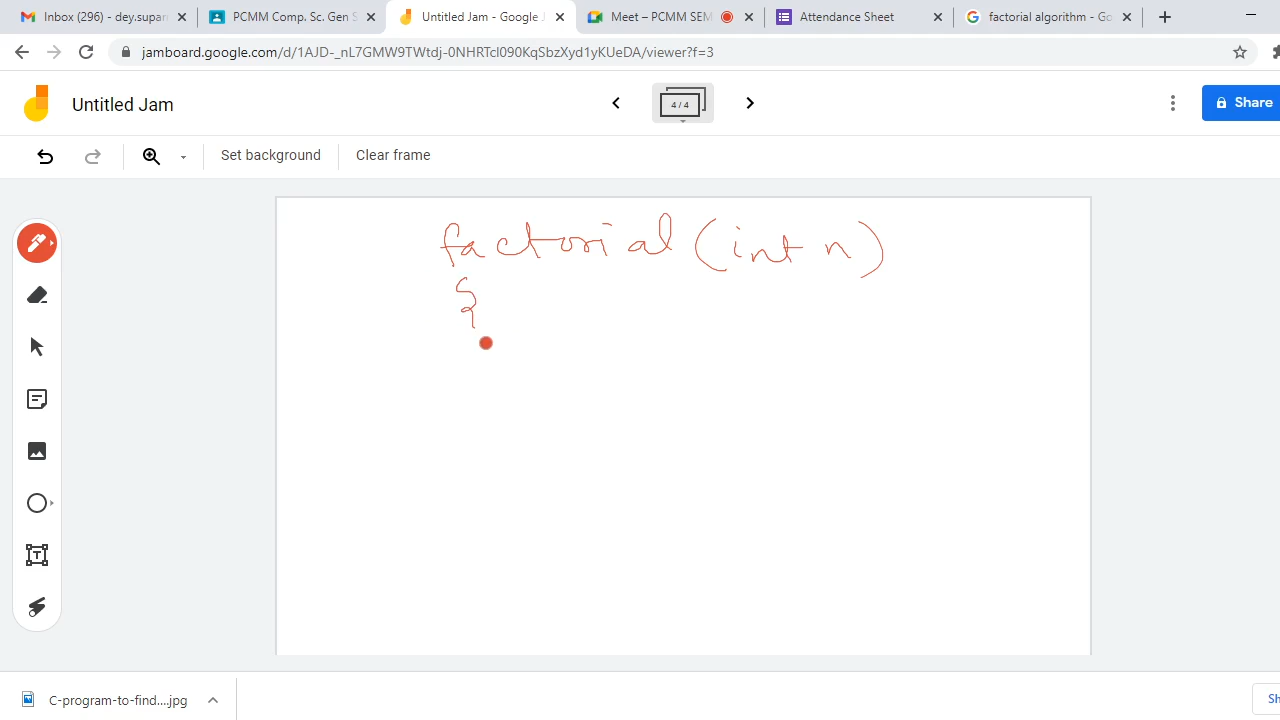 Inbox (296) - dey.supar
PCMM Comp. Sc. Gen S
Untitled Jam - Google J
Meet – PCMM SEM
Attendance Sheet
factorial algorithm - Go
jamboard.google.com/d/1AJD-_nL7GMW9TWtdj-0NHRTcl090KqSbzXyd1yKUeDA/viewer?f=3
Untitled Jam
4 / 4
Share
Set background
Clear frame
factorial (int n)
{
C-program-to-find....jpg
Sh